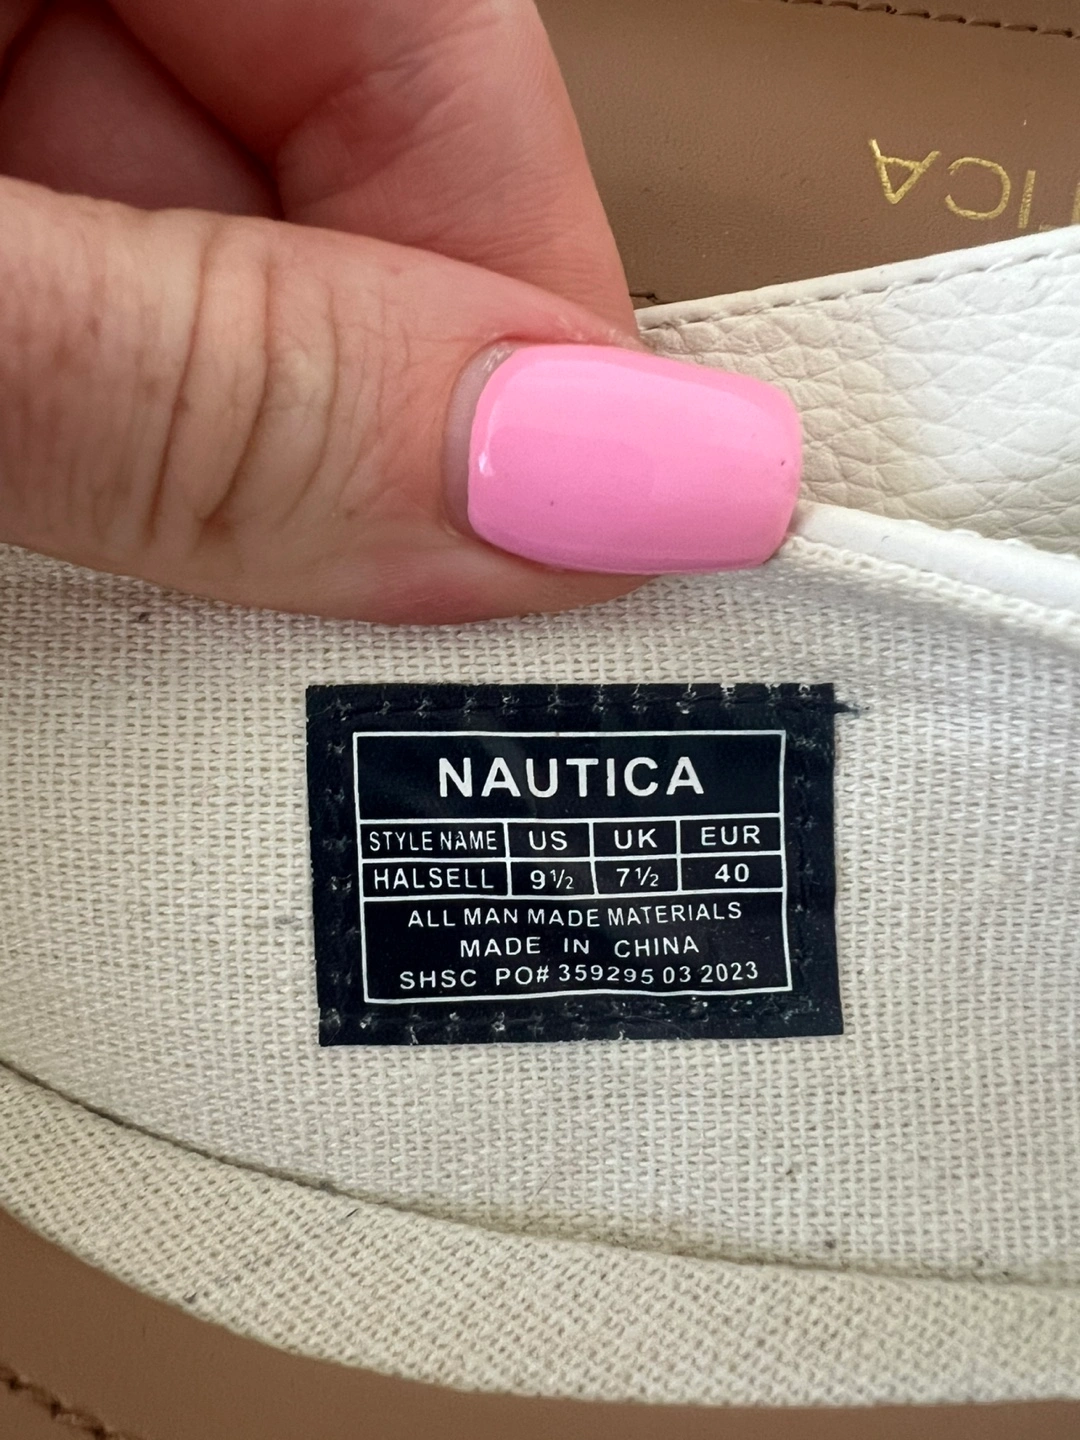 TICA
NAUTICA
STYLE NAME US UK EUR
HALSELL 9½ 7½ 40
ALL MAN MADE MATERIALS
MADE IN CHINA
SHSC PO# 359295 03 2023